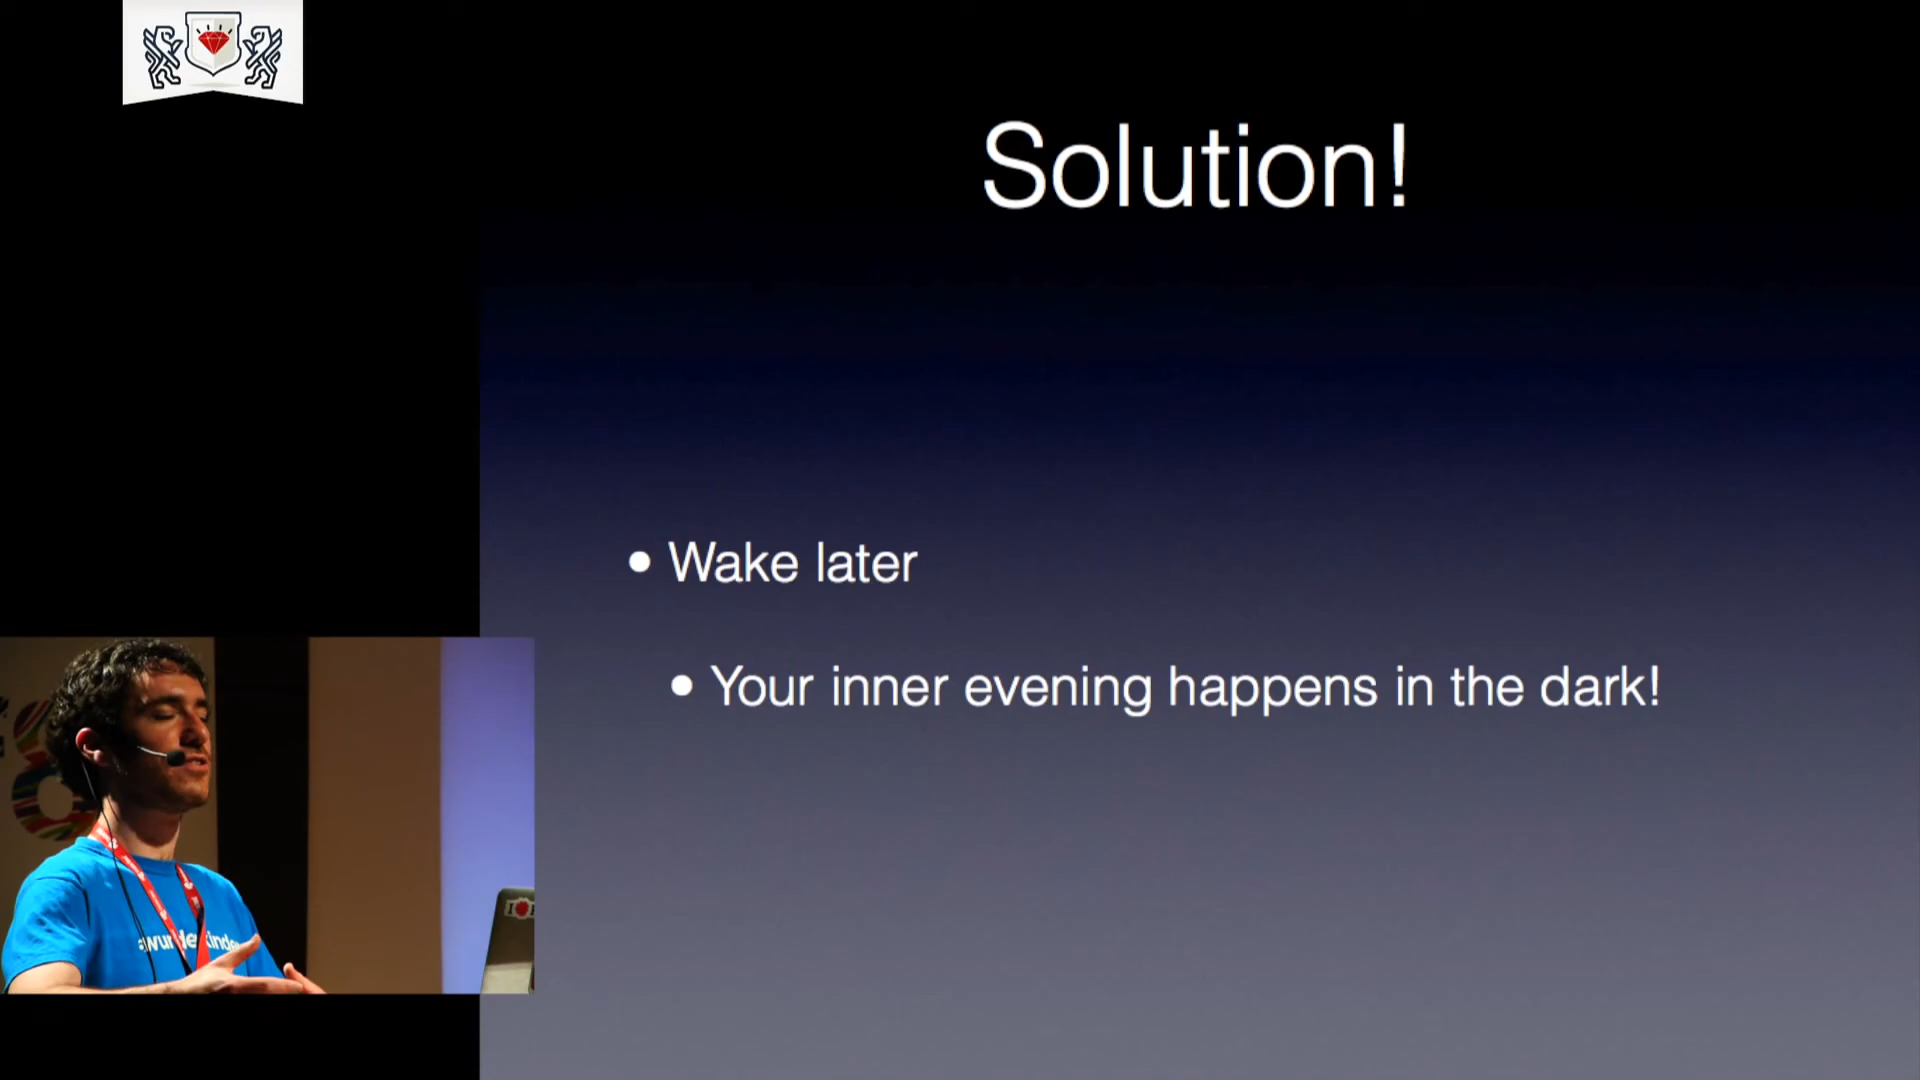 Solution!
• Wake later
• Your inner evening happens in the dark!